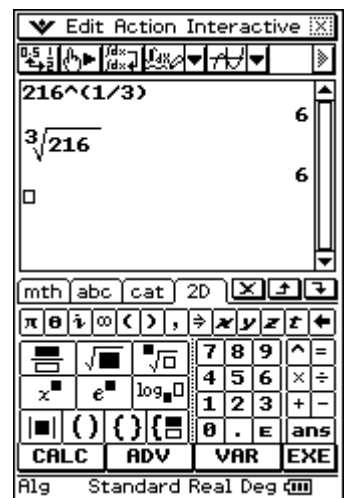 Edit Action Interactive
216^(1/3)
6
∛216
6
mth abc cat 2D
π θ i ∞ ( ) , ⇒ x y z t ←
7 8 9 ^ =
4 5 6 × ÷
1 2 3 + −
0 . E ans
x■ e■ log■□
|■| () {} {
CALC ADV VAR EXE
Alg Standard Real Deg